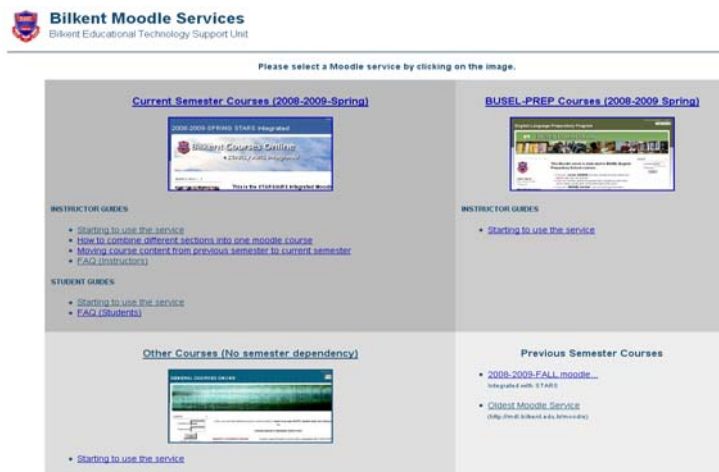 Bilkent Moodle Services
Bilkent Educational Technology Support Unit
Please select a Moodle service by clicking on the image.
Current Semester Courses (2008-2009-Spring)
2008-2009-SPRING STARS Integrated
Bilkent Courses Online
INSTRUCTOR GUIDES
Starting to use the service
How to combine different sections into one moodle course
Moving course content from previous semester to current semester
FAQ (Instructors)
STUDENT GUIDES
Starting to use the service
FAQ (Students)
BUSEL-PREP Courses (2008-2009 Spring)
English Language Preparatory Program
INSTRUCTOR GUIDES
Starting to use the service
Other Courses (No semester dependency)
GENERAL COURSES ONLINE
Starting to use the service
Previous Semester Courses
2008-2009-FALL moodle...
Integrated with STARS
Oldest Moodle Service